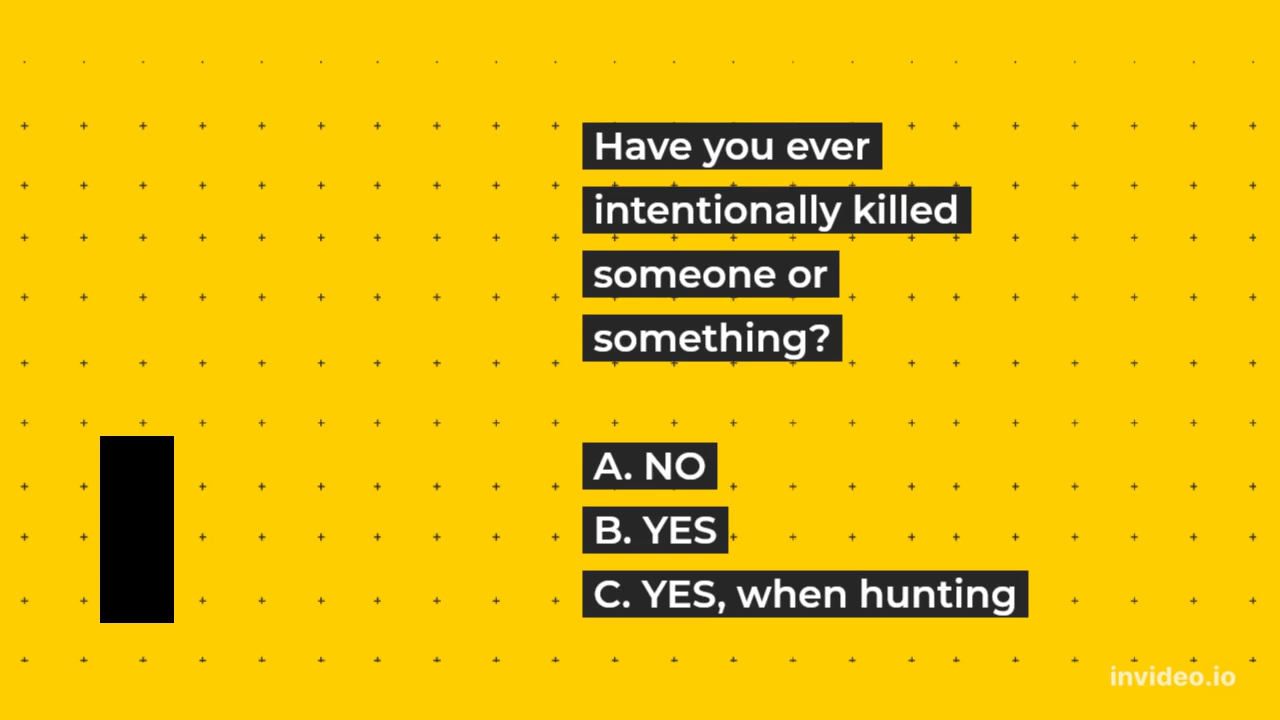 Have you ever
intentionally killed
someone or
something?
A. NO
B. YES
C. YES, when hunting
invideo.io